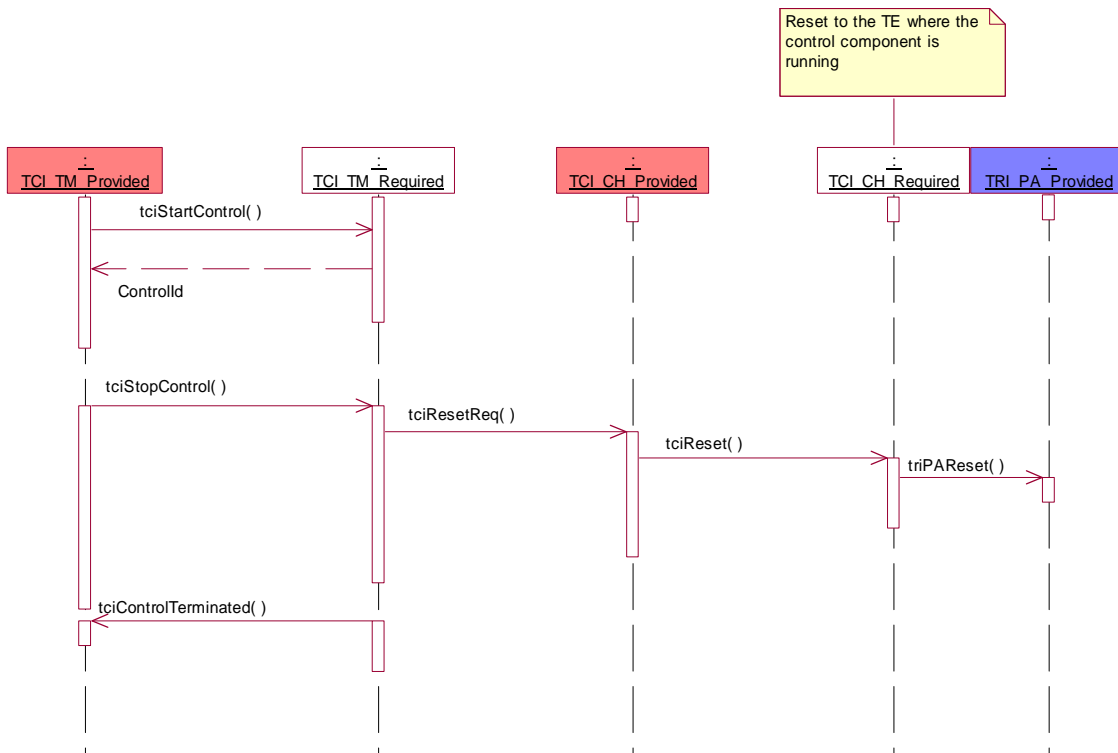 Reset to the TE where the
control component is
running
:
TCI_TM_Provided
:
TCI_TM_Required
:
TCI_CH_Provided
:
TCI_CH_Required
:
TRI_PA_Provided
tciStartControl( )
ControlId
tciStopControl( )
tciResetReq( )
tciReset( )
triPAReset( )
tciControlTerminated( )